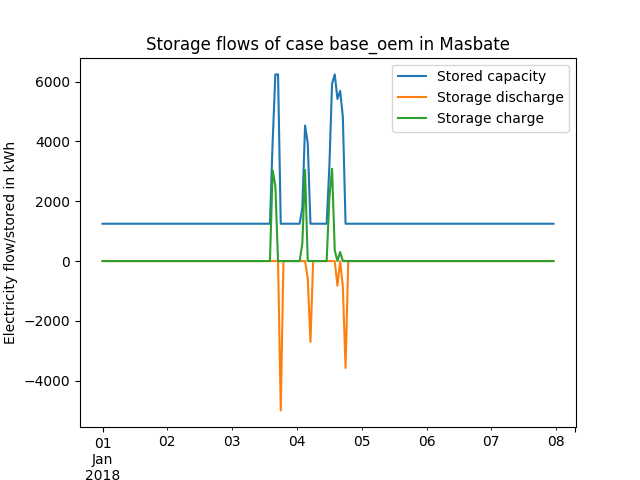 Storage flows of case base_oem in Masbate
Stored capacity
Storage discharge
Storage charge
Electricity flow/stored in kWh
6000
4000
2000
0
−2000
−4000
01 02 03 04 05 06 07 08
Jan
2018